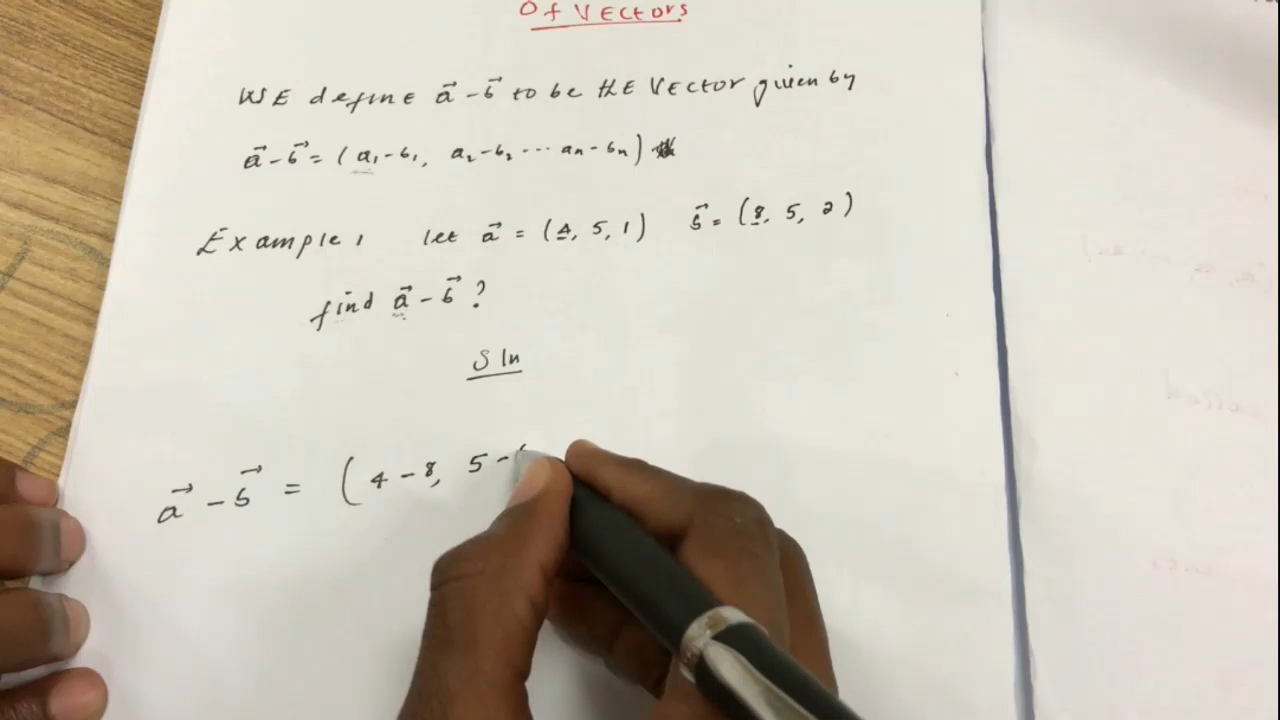 Of Vectors
WE define a⃗ - b⃗ to be the Vector given by
a⃗ - b⃗ = (a₁-b₁, a₂-b₂ ... an-bn)
Example 1 let a⃗ = (4, 5, 1) b⃗ = (8, 5, 2)
find a⃗ - b⃗ ?
Sln
a⃗ - b⃗ = (4-8, 5-